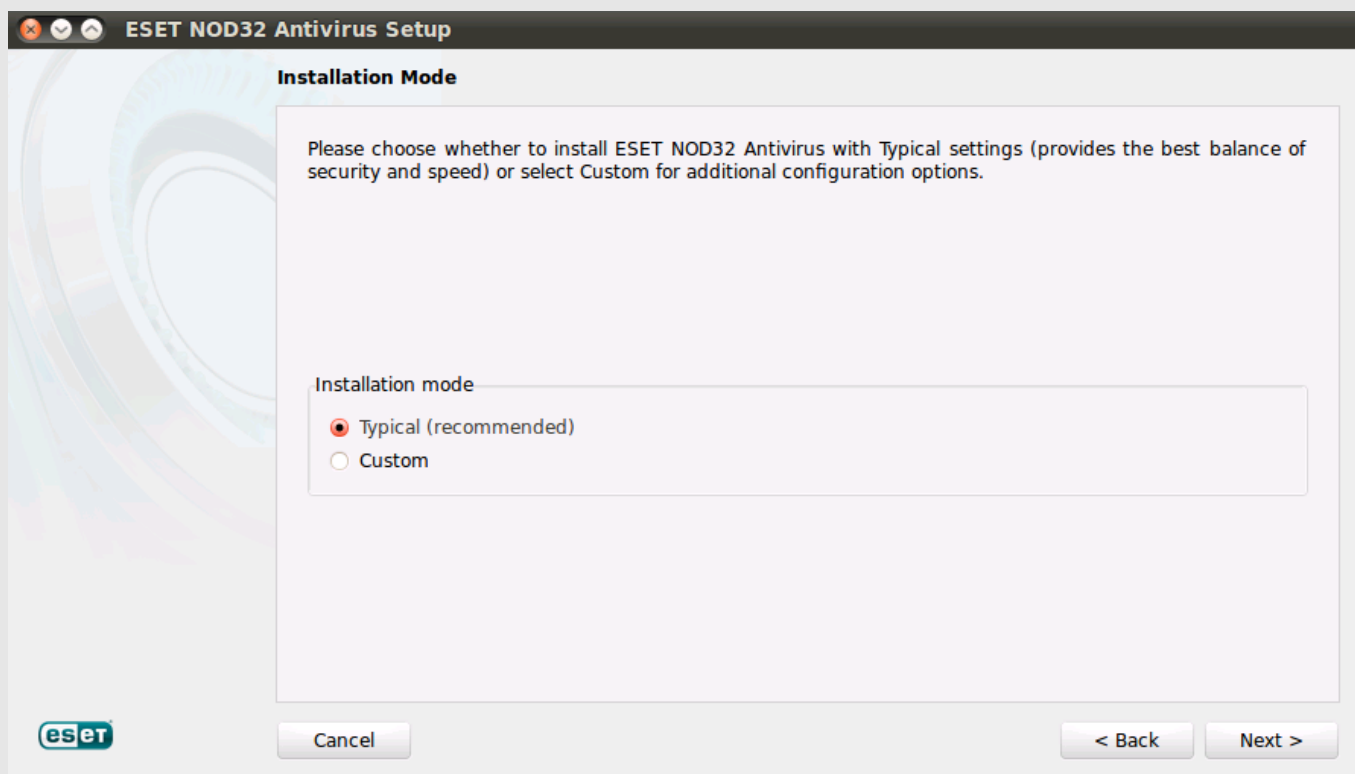 ESET NOD32 Antivirus Setup
Installation Mode
Please choose whether to install ESET NOD32 Antivirus with Typical settings (provides the best balance of
security and speed) or select Custom for additional configuration options.
Installation mode
Typical (recommended)
Custom
eset
Cancel
< Back
Next >